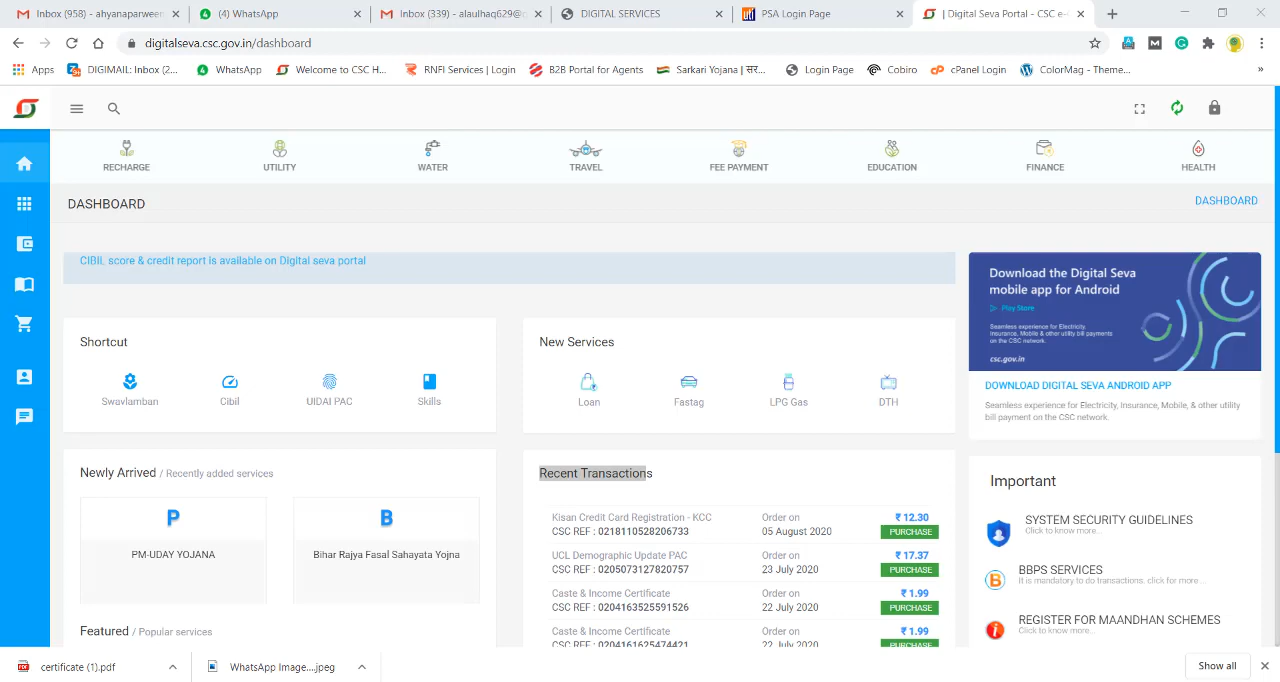 Inbox (958) - ahyanaparween
(4) WhatsApp
Inbox (339) - alaulhaq629@c
DIGITAL SERVICES
PSA Login Page
| Digital Seva Portal - CSC e-
digitalseva.csc.gov.in/dashboard
Apps
DIGIMAIL: Inbox (2...
WhatsApp
Welcome to CSC H...
RNFI Services | Login
B2B Portal for Agents
Sarkari Yojana | सर...
Login Page
Cobiro
cPanel Login
ColorMag - Theme...
RECHARGE
UTILITY
WATER
TRAVEL
FEE PAYMENT
EDUCATION
FINANCE
HEALTH
DASHBOARD
DASHBOARD
CIBIL score & credit report is available on Digital seva portal
Download the Digital Seva
mobile app for Android
Play Store
Seamless experience for Electricity,
Insurance, Mobile & other utility bill payments
on the CSC network.
csc.gov.in
DOWNLOAD DIGITAL SEVA ANDROID APP
Seamless experience for Electricity, Insurance, Mobile, & other utility
bill payment on the CSC network.
Shortcut
Swavlamban
Cibil
UIDAI PAC
Skills
New Services
Loan
Fastag
LPG Gas
DTH
Newly Arrived / Recently added services
P
PM-UDAY YOJANA
B
Bihar Rajya Fasal Sahayata Yojna
Featured / Popular services
Recent Transactions
Kisan Credit Card Registration - KCC
CSC REF : 02181105282​06733
Order on
05 August 2020
₹ 12.30
PURCHASE
UCL Demographic Update PAC
CSC REF : 0205073127820757
Order on
23 July 2020
₹ 17.37
PURCHASE
Caste & Income Certificate
CSC REF : 0204163525591526
Order on
22 July 2020
₹ 1.99
PURCHASE
Caste & Income Certificate
CSC REF : 0204161625474421
Order on
22 July 2020
₹ 1.99
PURCHASE
Important
SYSTEM SECURITY GUIDELINES
Click to know more...
BBPS SERVICES
It is mandatory to do transactions. click for more ...
REGISTER FOR MAANDHAN SCHEMES
Click to know more...
certificate (1).pdf
WhatsApp Image....jpeg
Show all